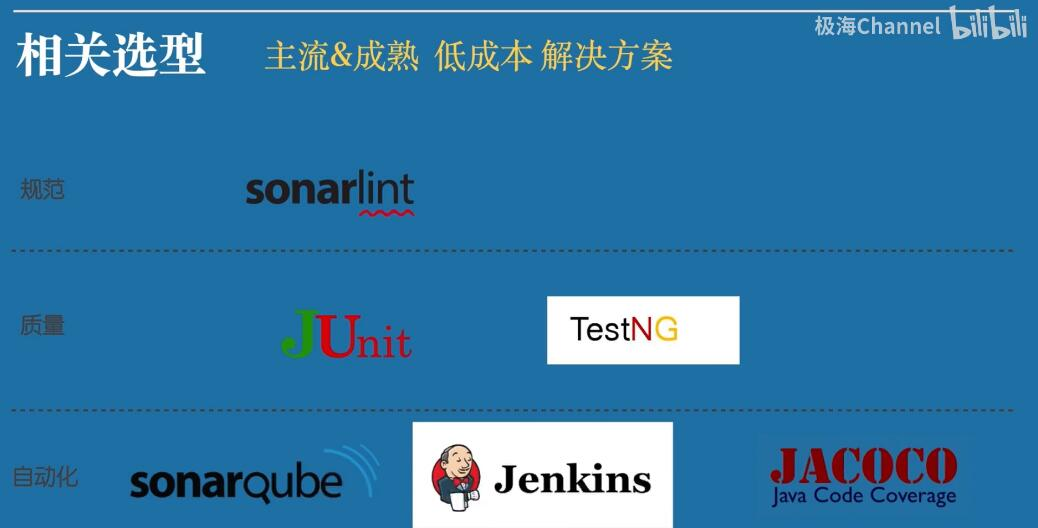 极海Channel bilibili
相关选型 主流&成熟 低成本 解决方案
规范 sonarlint
质量 JUnit TestNG
自动化 sonarqube Jenkins JACOCO
Java Code Coverage